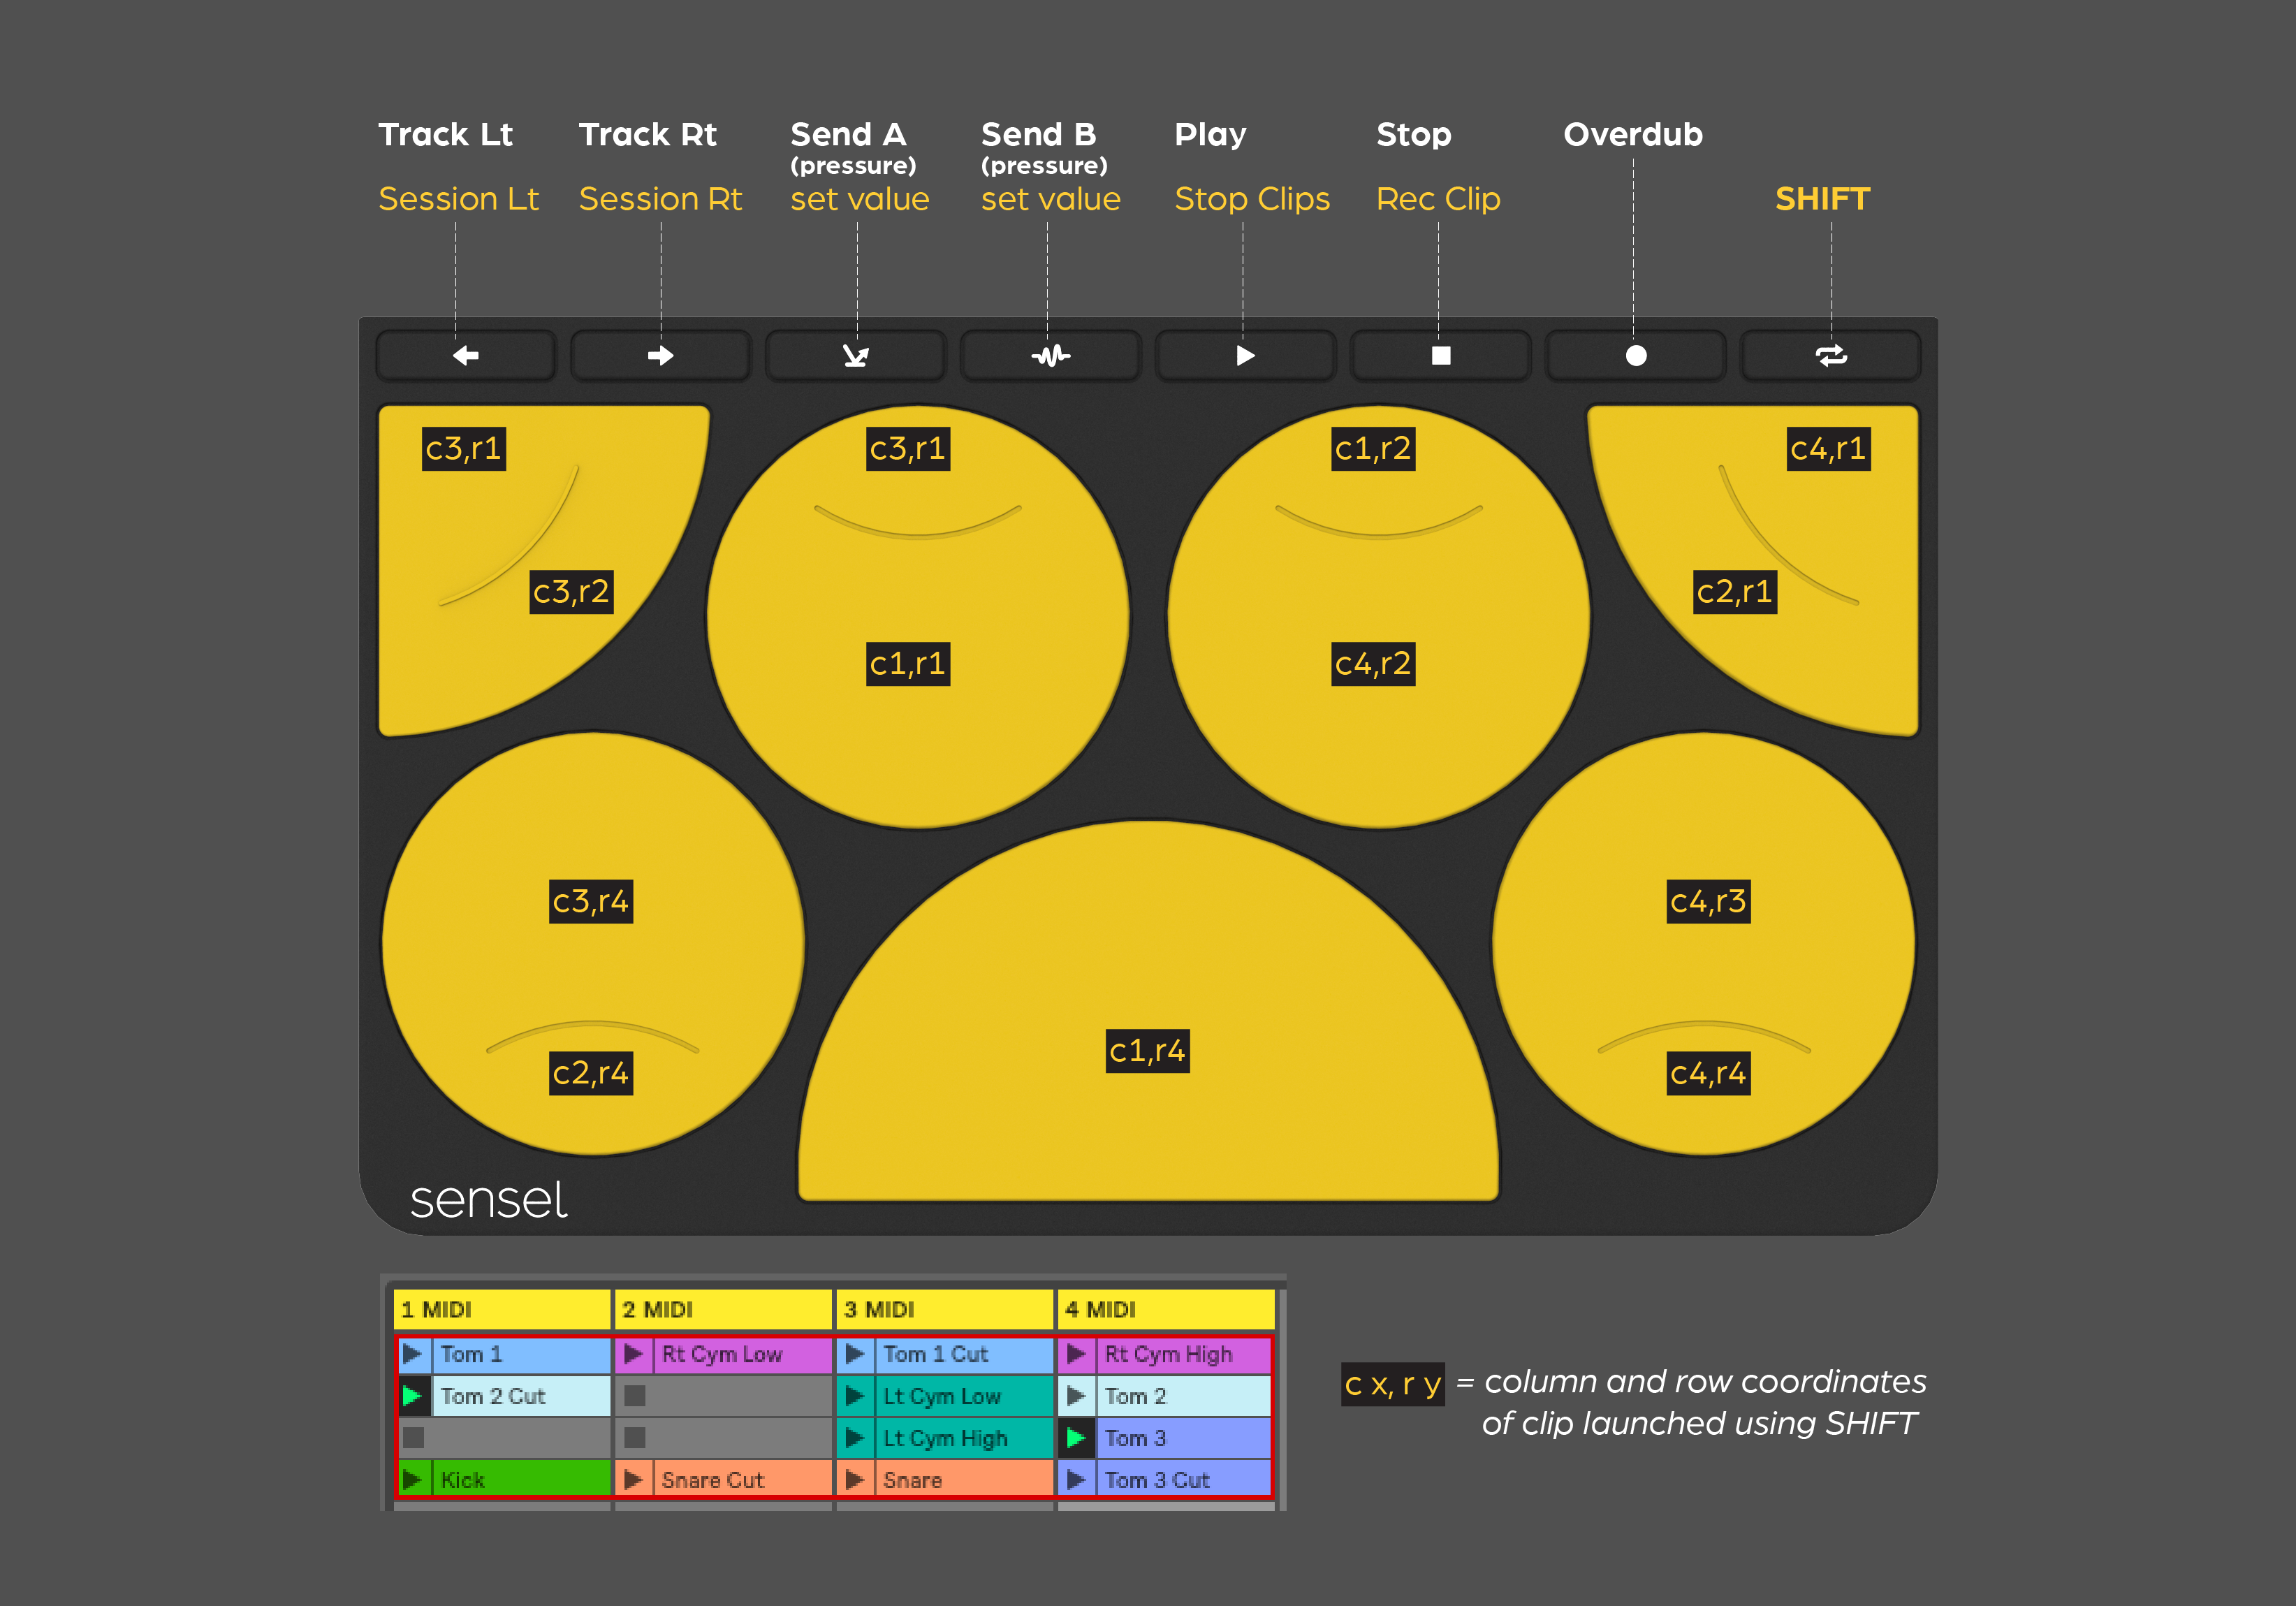 Track Lt Track Rt Send A Send B Play Stop Overdub
(pressure) (pressure)
Session Lt Session Rt set value set value Stop Clips Rec Clip SHIFT
c3,r1 c3,r1 c1,r2 c4,r1
c3,r2 c2,r1
c1,r1 c4,r2
c3,r4 c4,r3
c1,r4
c2,r4 c4,r4
sensel
1 MIDI 2 MIDI 3 MIDI 4 MIDI
Tom 1 Rt Cym Low Tom 1 Cut Rt Cym High
Tom 2 Cut Lt Cym Low Tom 2
Lt Cym High Tom 3
Kick Snare Cut Snare Tom 3 Cut
c x, r y = column and row coordinates
of clip launched using SHIFT